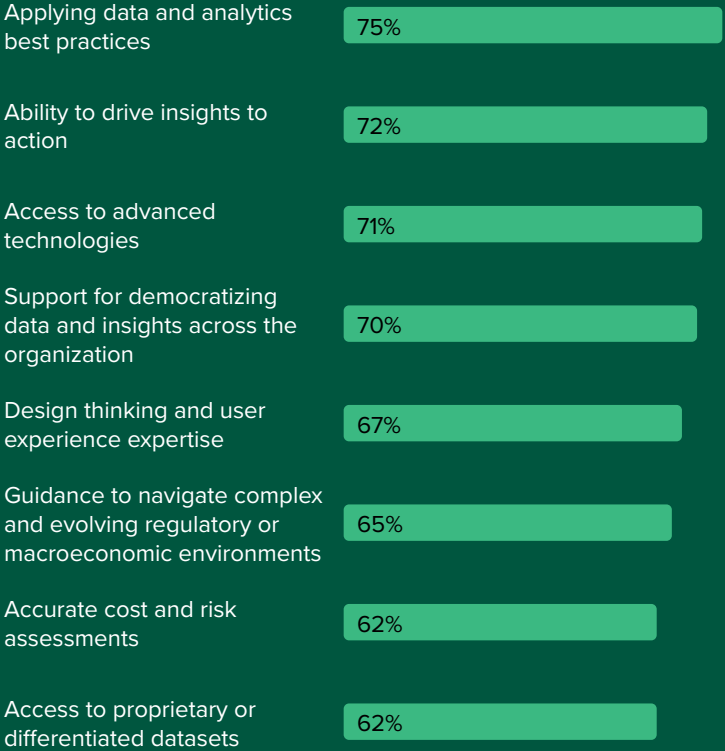 Applying data and analytics
best practices
75%
Ability to drive insights to
action
72%
Access to advanced
technologies
71%
Support for democratizing
data and insights across the
organization
70%
Design thinking and user
experience expertise
67%
Guidance to navigate complex
and evolving regulatory or
macroeconomic environments
65%
Accurate cost and risk
assessments
62%
Access to proprietary or
differentiated datasets
62%